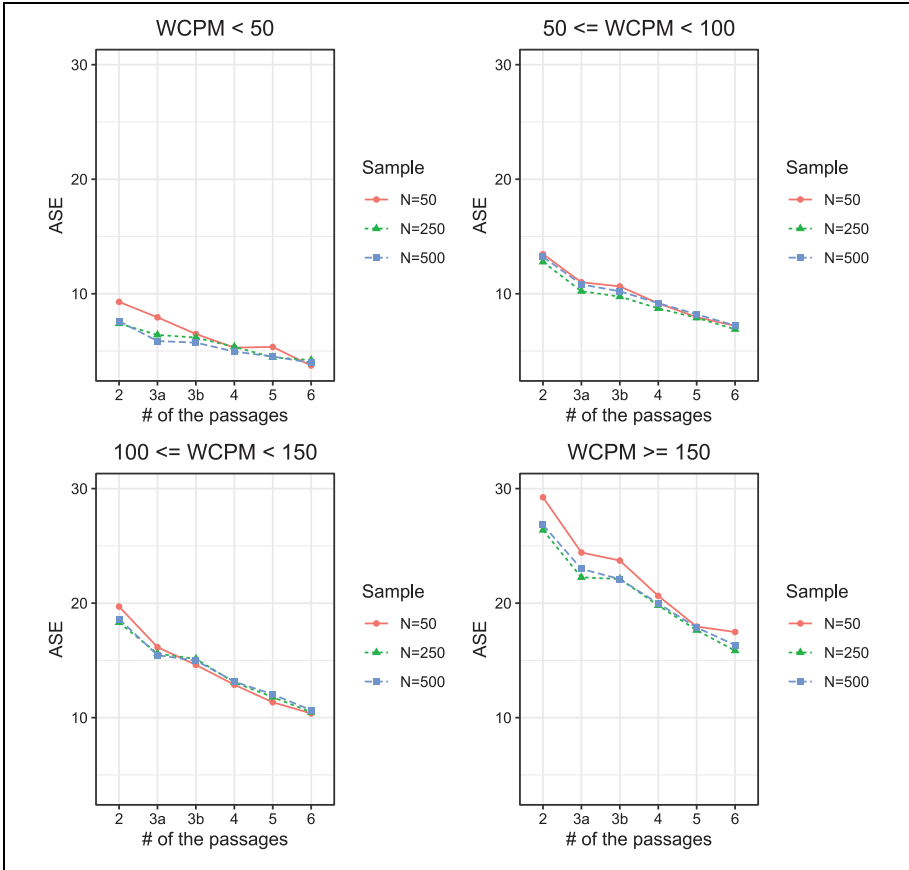 WCPM < 50
30
20
10
ASE
2 3a 3b 4 5 6
# of the passages
Sample
N=50
N=250
N=500
50 <= WCPM < 100
30
20
10
ASE
2 3a 3b 4 5 6
# of the passages
Sample
N=50
N=250
N=500
100 <= WCPM < 150
30
20
10
ASE
2 3a 3b 4 5 6
# of the passages
Sample
N=50
N=250
N=500
WCPM >= 150
30
20
10
ASE
2 3a 3b 4 5 6
# of the passages
Sample
N=50
N=250
N=500